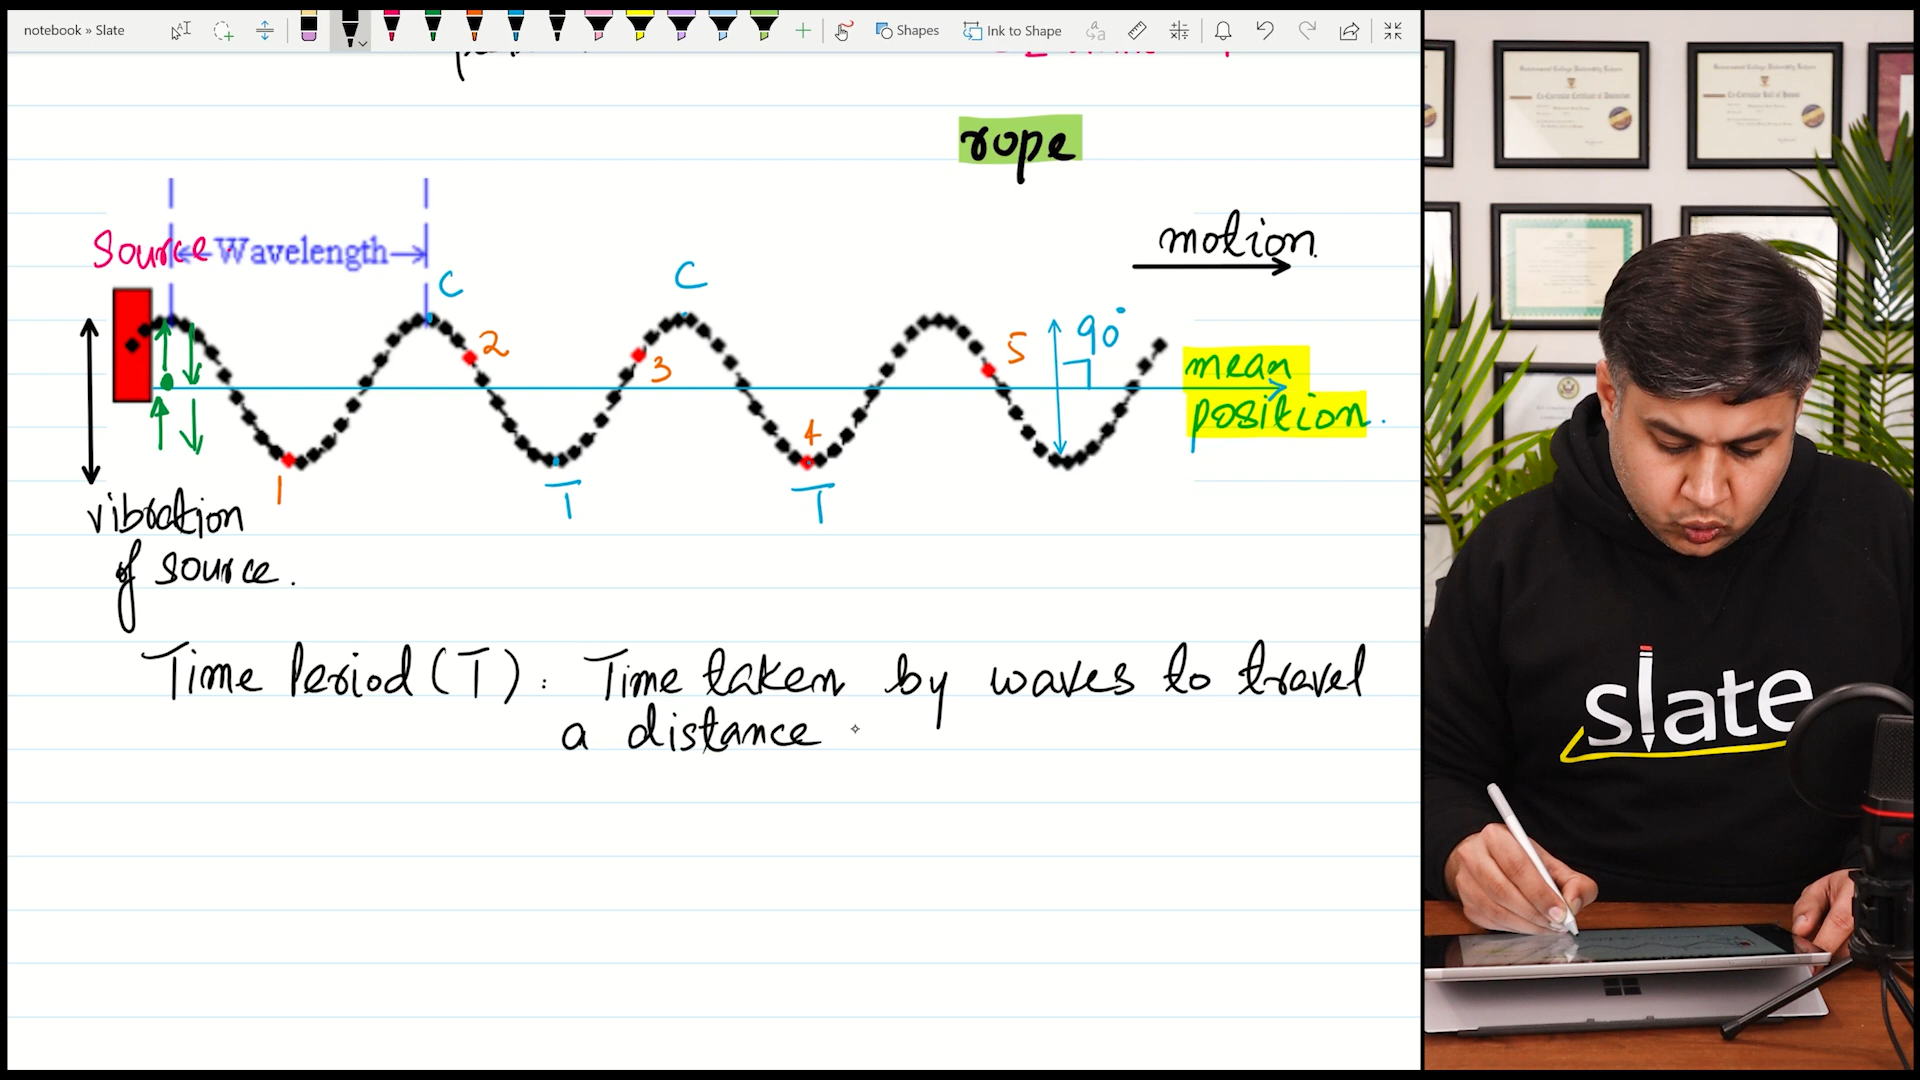 notebook » Slate
Shapes
Ink to Shape
rope
motion
Source
Wavelength
C
C
2
3
5
90°
mean
position.
4
1
T
T
vibration
of source.
Time Period (T) : Time taken by waves to travel
a distance
slate